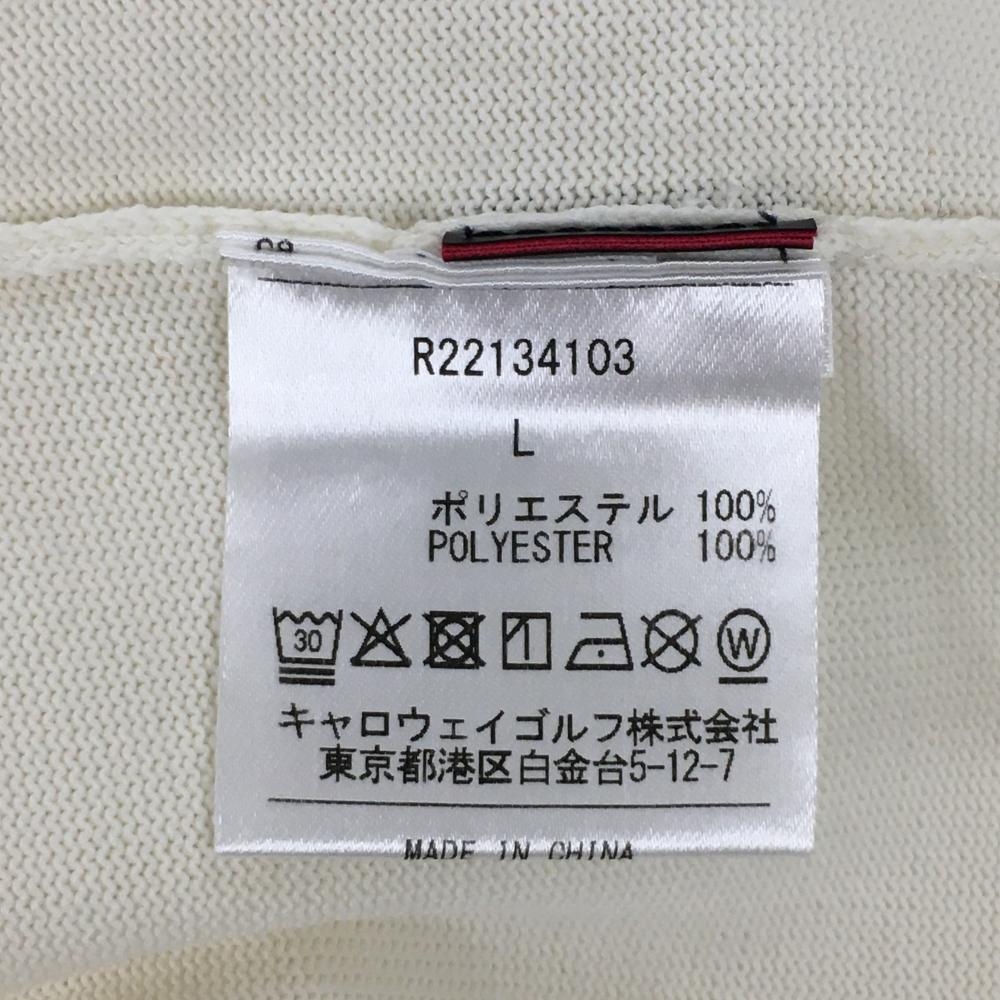 R22134103
L
ポリエステル 100%
POLYESTER 100%
30 W
キャロウェイゴルフ株式会社
東京都港区白金台5-12-7
MADE IN CHINA